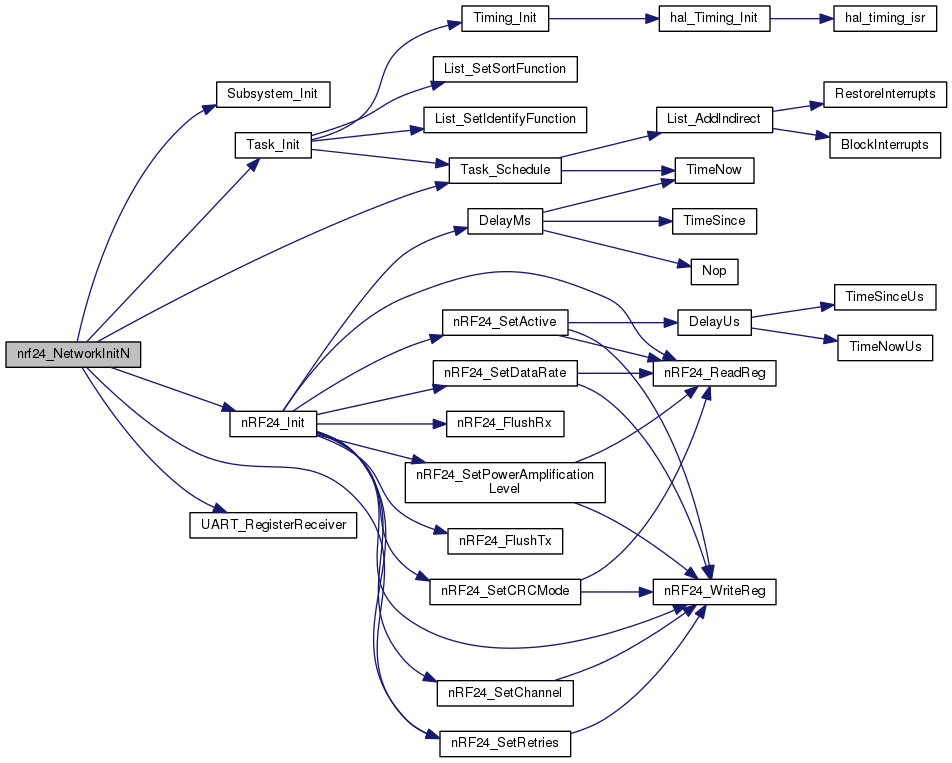 Timing_Init
hal_Timing_Init
hal_timing_isr
List_SetSortFunction
Subsystem_Init
RestoreInterrupts
List_SetIdentifyFunction
List_AddIndirect
Task_Init
BlockInterrupts
Task_Schedule
TimeNow
DelayMs
TimeSince
Nop
TimeSinceUs
nRF24_SetActive
DelayUs
TimeNowUs
nrf24_NetworkInitN
nRF24_SetDataRate
nRF24_ReadReg
nRF24_Init
nRF24_FlushRx
nRF24_SetPowerAmplification
Level
UART_RegisterReceiver
nRF24_FlushTx
nRF24_SetCRCMode
nRF24_WriteReg
nRF24_SetChannel
nRF24_SetRetries